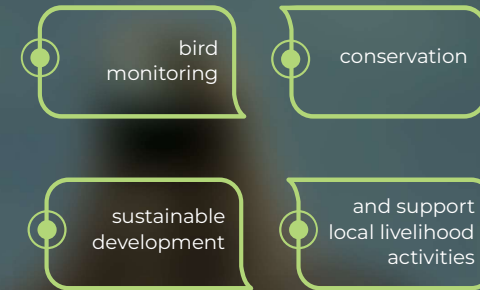 bird
monitoring
conservation
sustainable
development
and support
local livelihood
activities